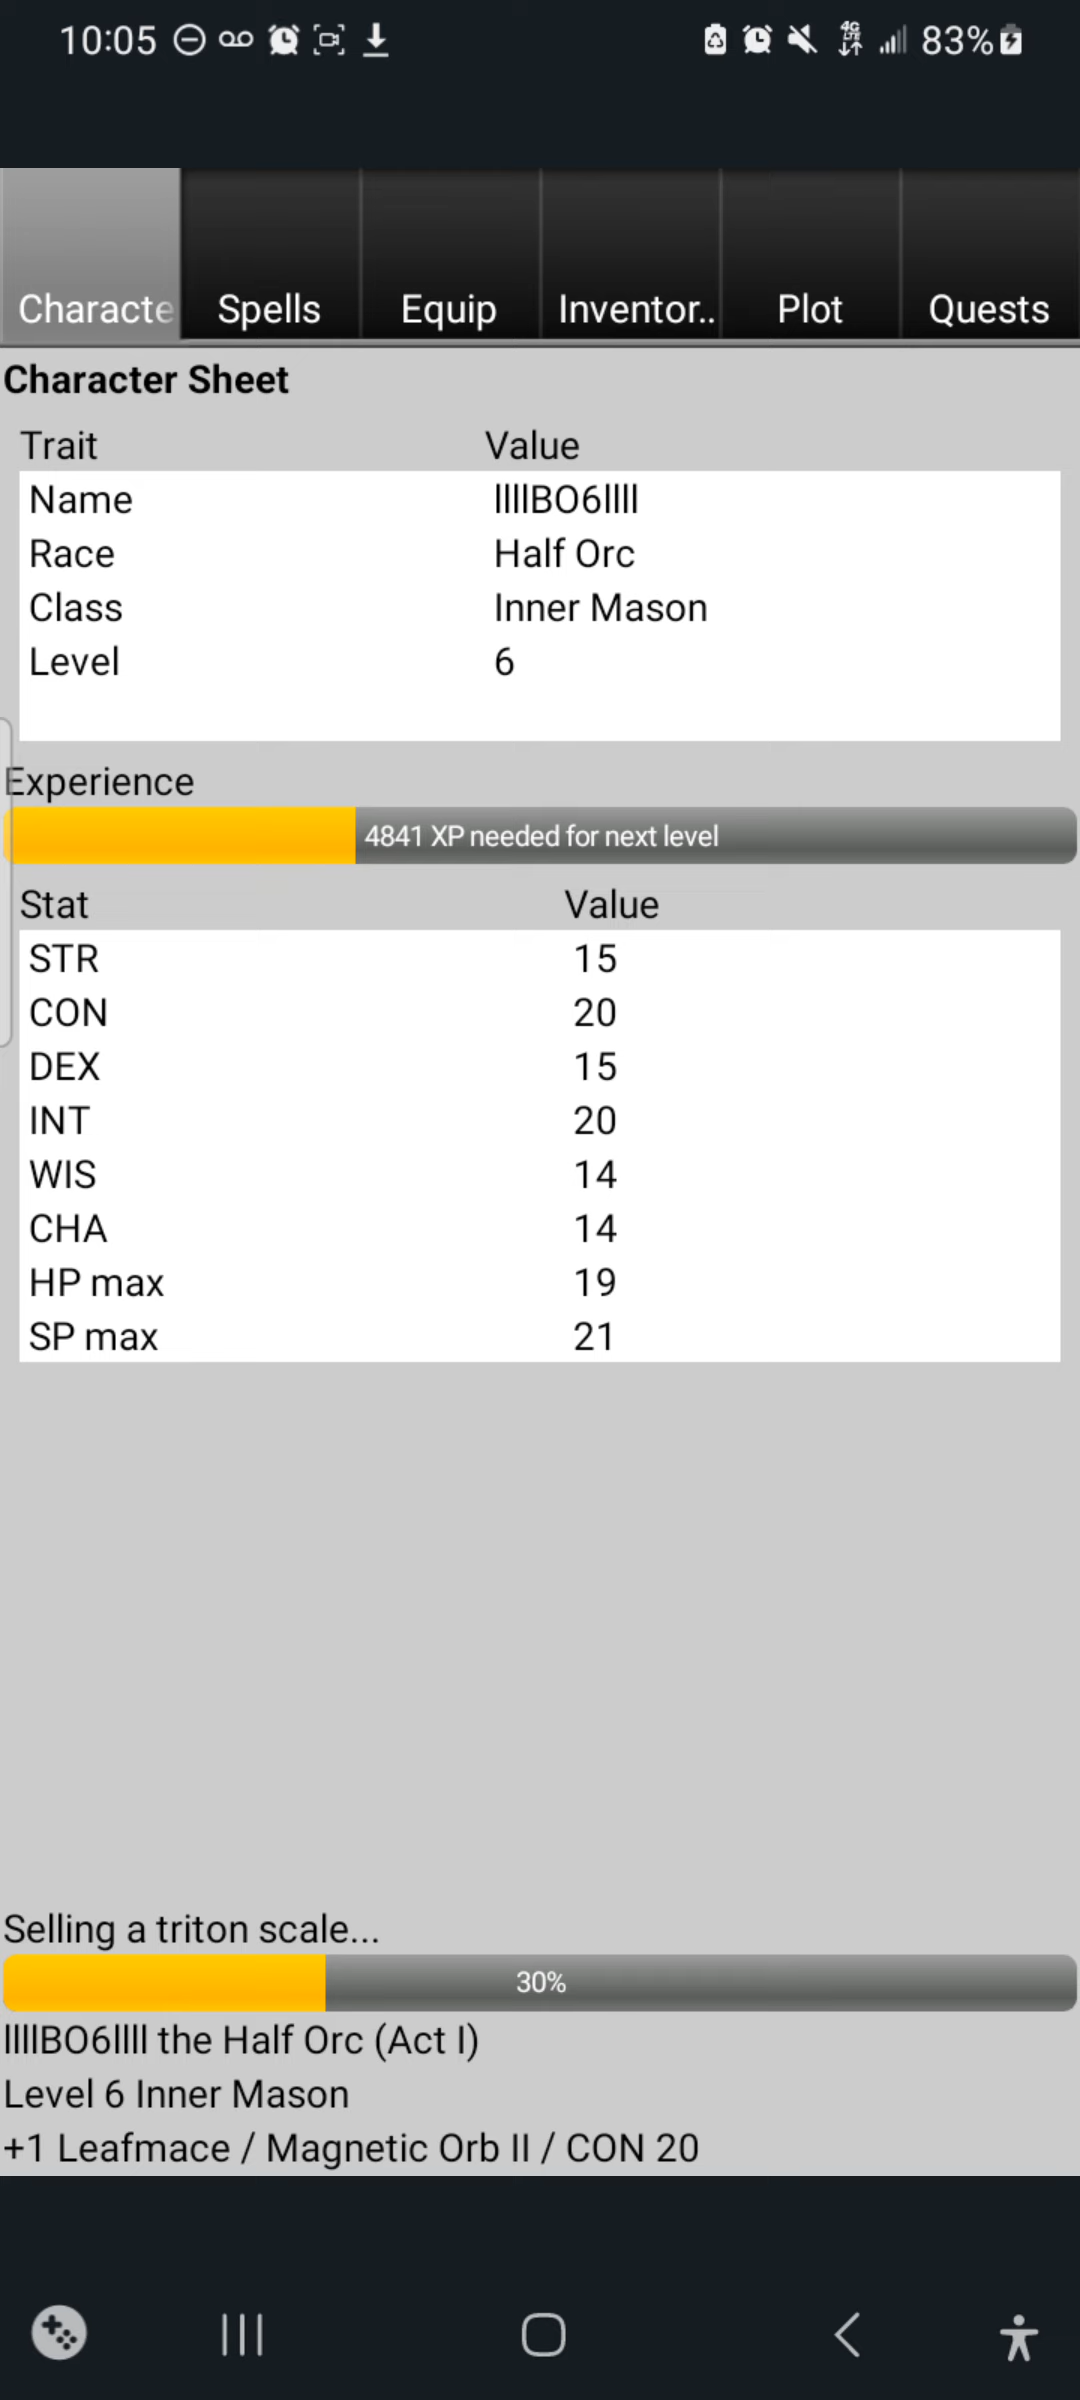 10:05 83%
Characte Spells Equip Inventor.. Plot Quests
Character Sheet
Trait Value
Name llllBO6llll
Race Half Orc
Class Inner Mason
Level 6
Experience
4841 XP needed for next level
Stat Value
STR 15
CON 20
DEX 15
INT 20
WIS 14
CHA 14
HP max 19
SP max 21
Selling a triton scale...
30%
llllBO6llll the Half Orc (Act I)
Level 6 Inner Mason
+1 Leafmace / Magnetic Orb II / CON 20